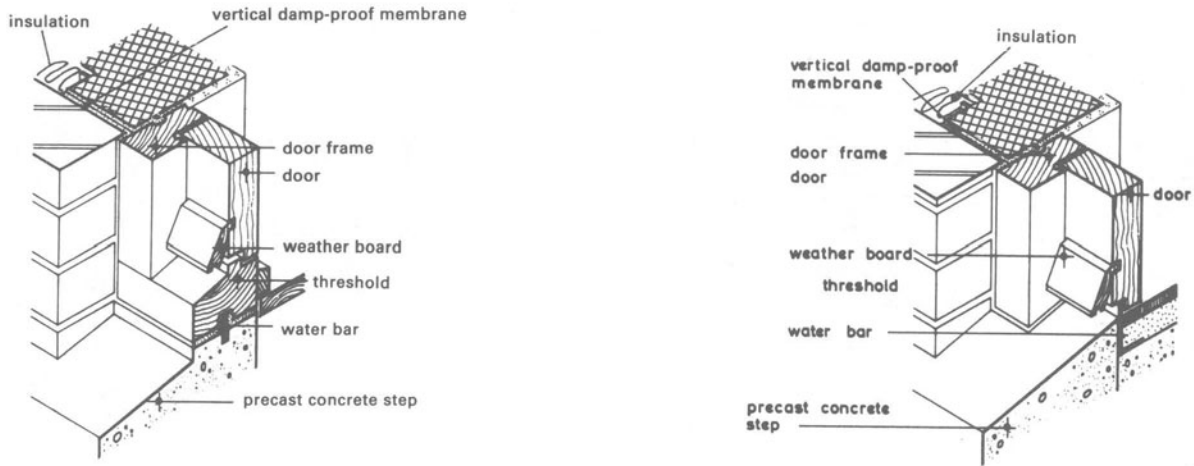 vertical damp-proof membrane
insulation
door frame
door
weather board
threshold
water bar
precast concrete step
insulation
vertical damp-proof
membrane
door frame
door
door
weather board
threshold
water bar
precast concrete
step